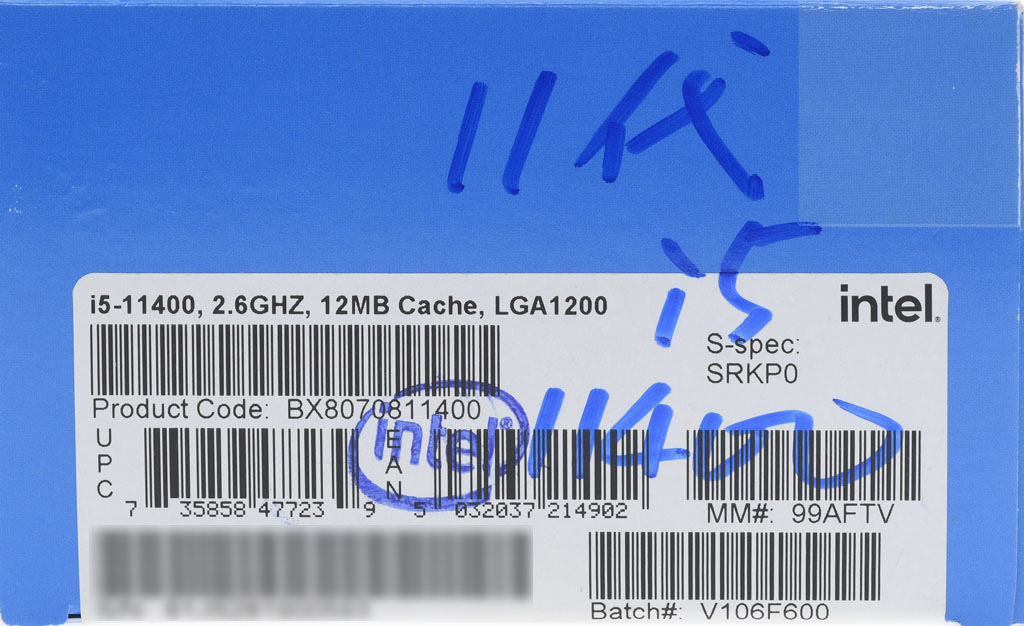 11代
i5
i5-11400, 2.6GHZ, 12MB Cache, LGA1200
intel.
S-spec:
SRKP0
11400
Product Code: BX8070811400
intel®
UPC
7 35858 47723 9
EAN
5 032037 214902
MM#: 99AFTV
Batch#: V106F600